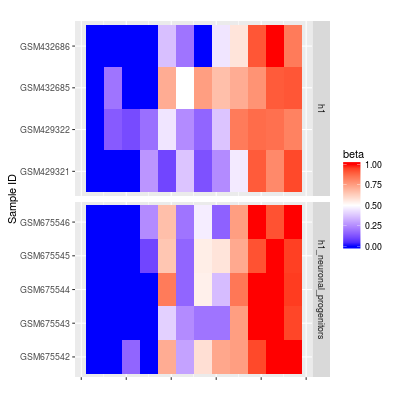 Sample ID
GSM432686
GSM432685
GSM429322
GSM429321
h1
GSM675546
GSM675545
GSM675544
GSM675543
GSM675542
h1_neuronal_progenitors
beta
1.00
0.75
0.50
0.25
0.00